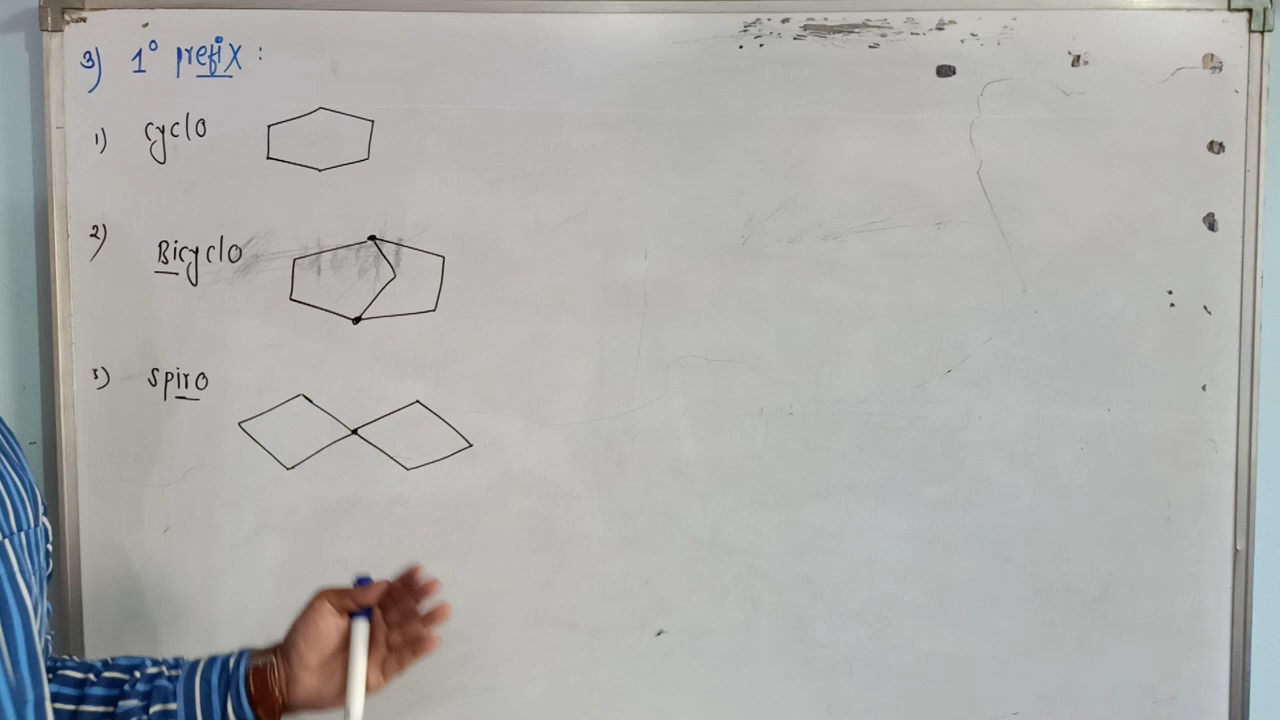 3) 1° prefix :
1) cyclo
2) Bicyclo
3) spiro